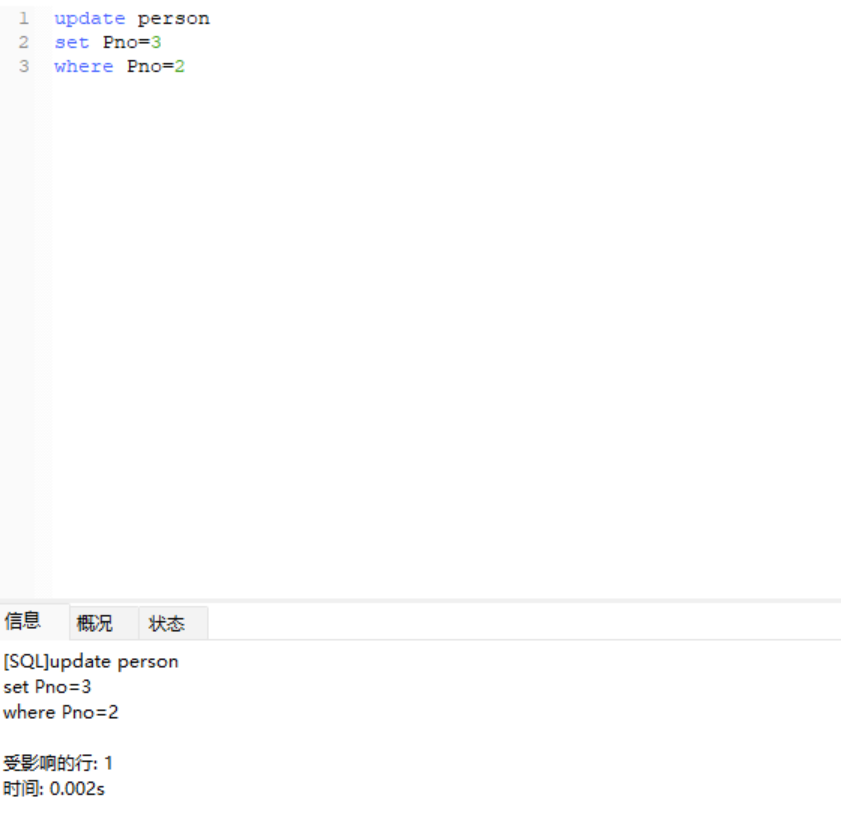 1 update person
2 set Pno=3
3 where Pno=2
信息 概况 状态
[SQL]update person
set Pno=3
where Pno=2
受影响的行: 1
时间: 0.002s